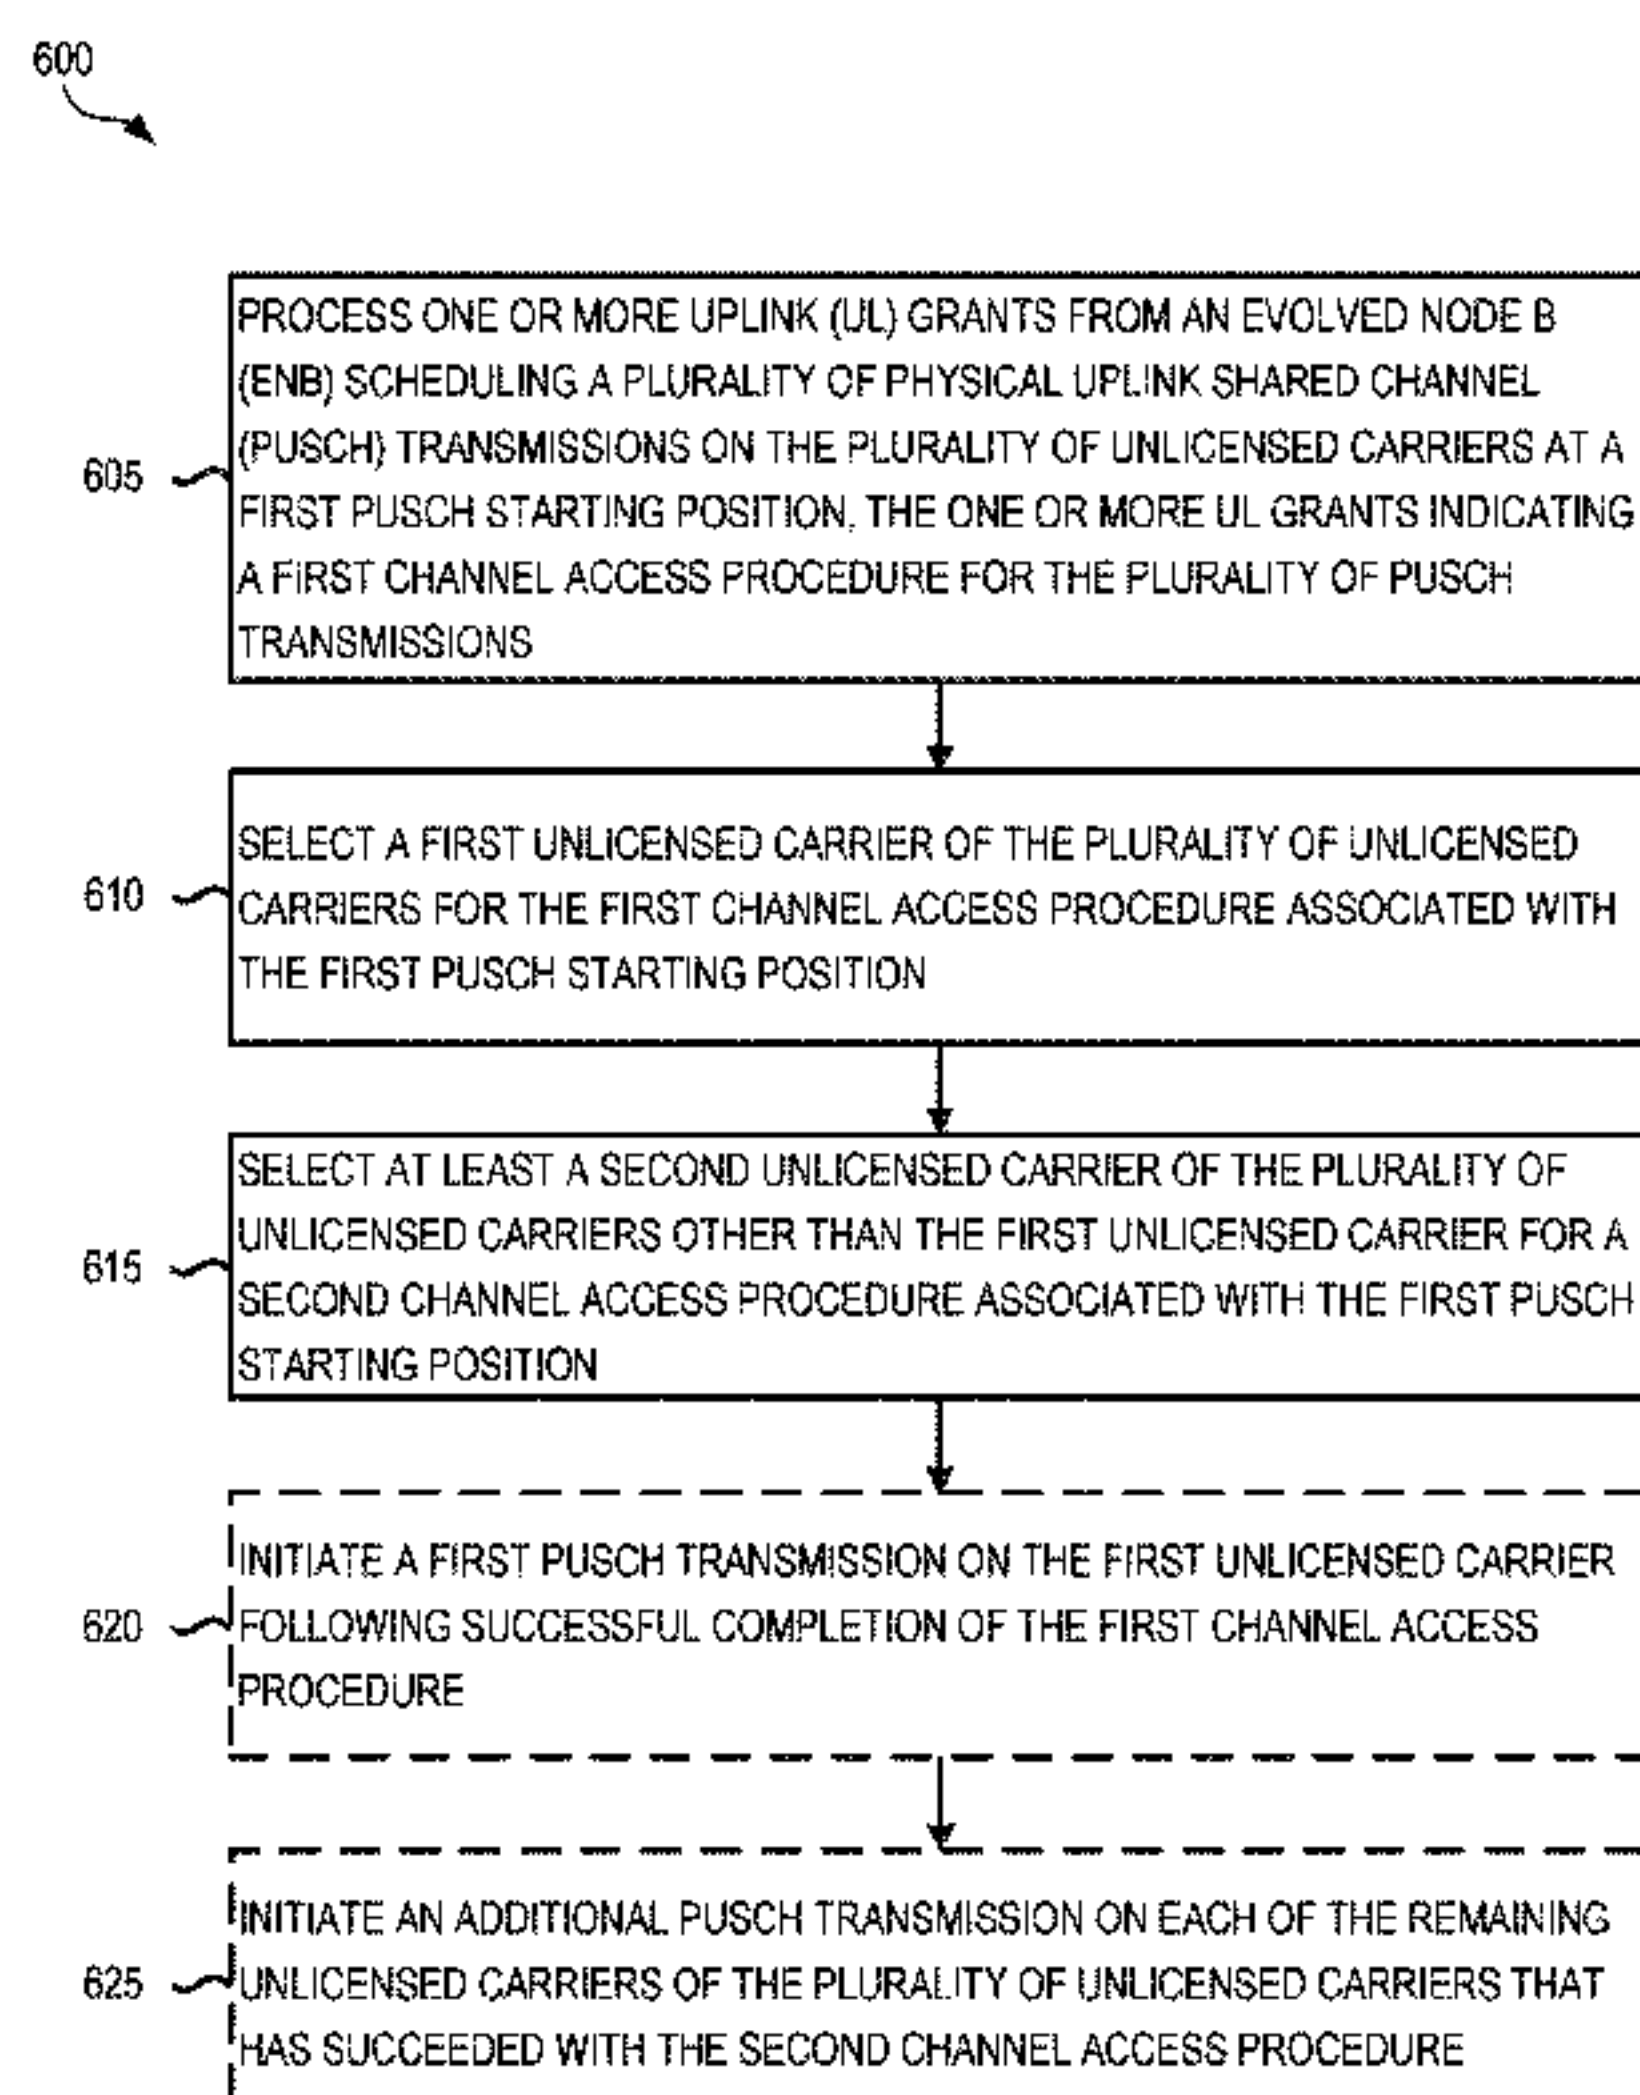 600
PROCESS ONE OR MORE UPLINK (UL) GRANTS FROM AN EVOLVED NODE B
(ENB) SCHEDULING A PLURALITY OF PHYSICAL UPLINK SHARED CHANNEL
(PUSCH) TRANSMISSIONS ON THE PLURALITY OF UNLICENSED CARRIERS AT A
605
FIRST PUSCH STARTING POSITION, THE ONE OR MORE UL GRANTS INDICATING
A FIRST CHANNEL ACCESS PROCEDURE FOR THE PLURALITY OF PUSCH
TRANSMISSIONS
SELECT A FIRST UNLICENSED CARRIER OF THE PLURALITY OF UNLICENSED
610
CARRIERS FOR THE FIRST CHANNEL ACCESS PROCEDURE ASSOCIATED WITH
THE FIRST PUSCH STARTING POSITION
SELECT AT LEAST A SECOND UNLICENSED CARRIER OF THE PLURALITY OF
UNLICENSED CARRIERS OTHER THAN THE FIRST UNLICENSED CARRIER FOR A
615
SECOND CHANNEL ACCESS PROCEDURE ASSOCIATED WITH THE FIRST PUSCH
STARTING POSITION
INITIATE A FIRST PUSCH TRANSMISSION ON THE FIRST UNLICENSED CARRIER
620
FOLLOWING SUCCESSFUL COMPLETION OF THE FIRST CHANNEL ACCESS
PROCEDURE
INITIATE AN ADDITIONAL PUSCH TRANSMISSION ON EACH OF THE REMAINING
625
UNLICENSED CARRIERS OF THE PLURALITY OF UNLICENSED CARRIERS THAT
HAS SUCCEEDED WITH THE SECOND CHANNEL ACCESS PROCEDURE